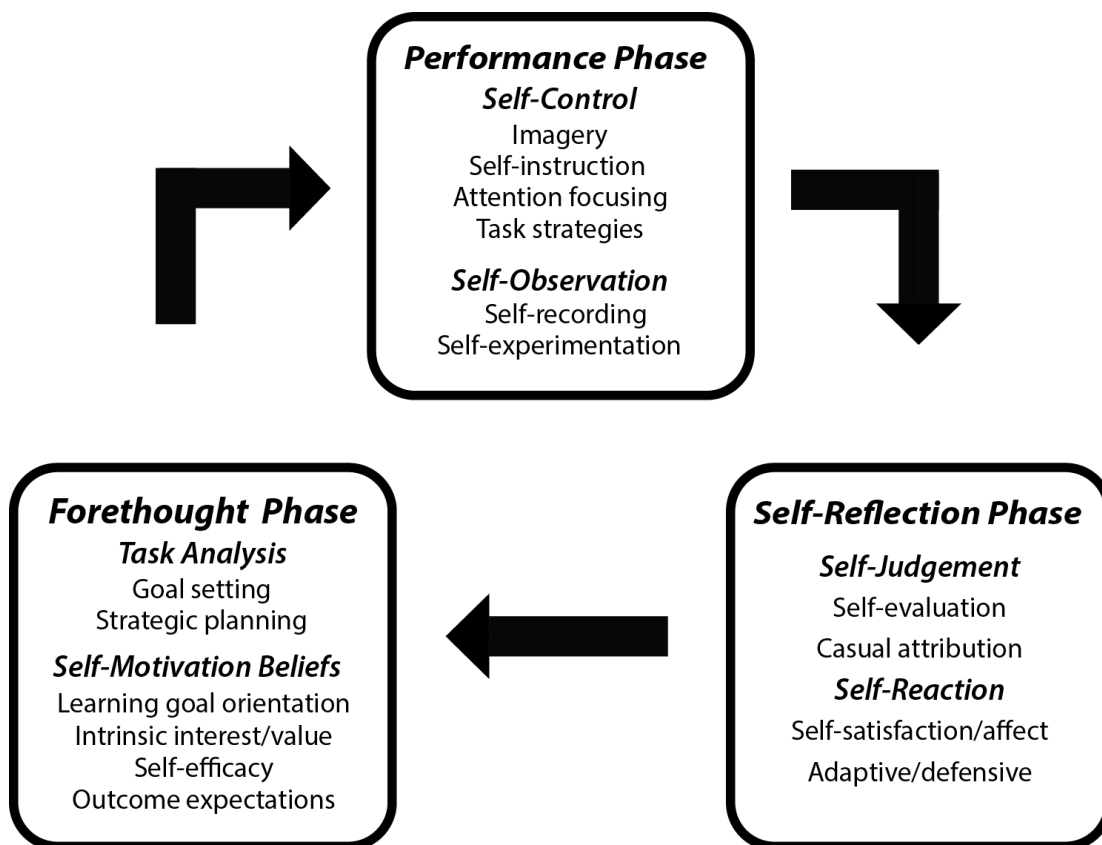 Performance Phase
Self-Control
Imagery
Self-instruction
Attention focusing
Task strategies
Self-Observation
Self-recording
Self-experimentation
Forethought Phase
Task Analysis
Goal setting
Strategic planning
Self-Motivation Beliefs
Learning goal orientation
Intrinsic interest/value
Self-efficacy
Outcome expectations
Self-Reflection Phase
Self-Judgement
Self-evaluation
Casual attribution
Self-Reaction
Self-satisfaction/affect
Adaptive/defensive